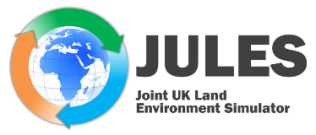 JULES
Joint UK Land
Environment Simulator